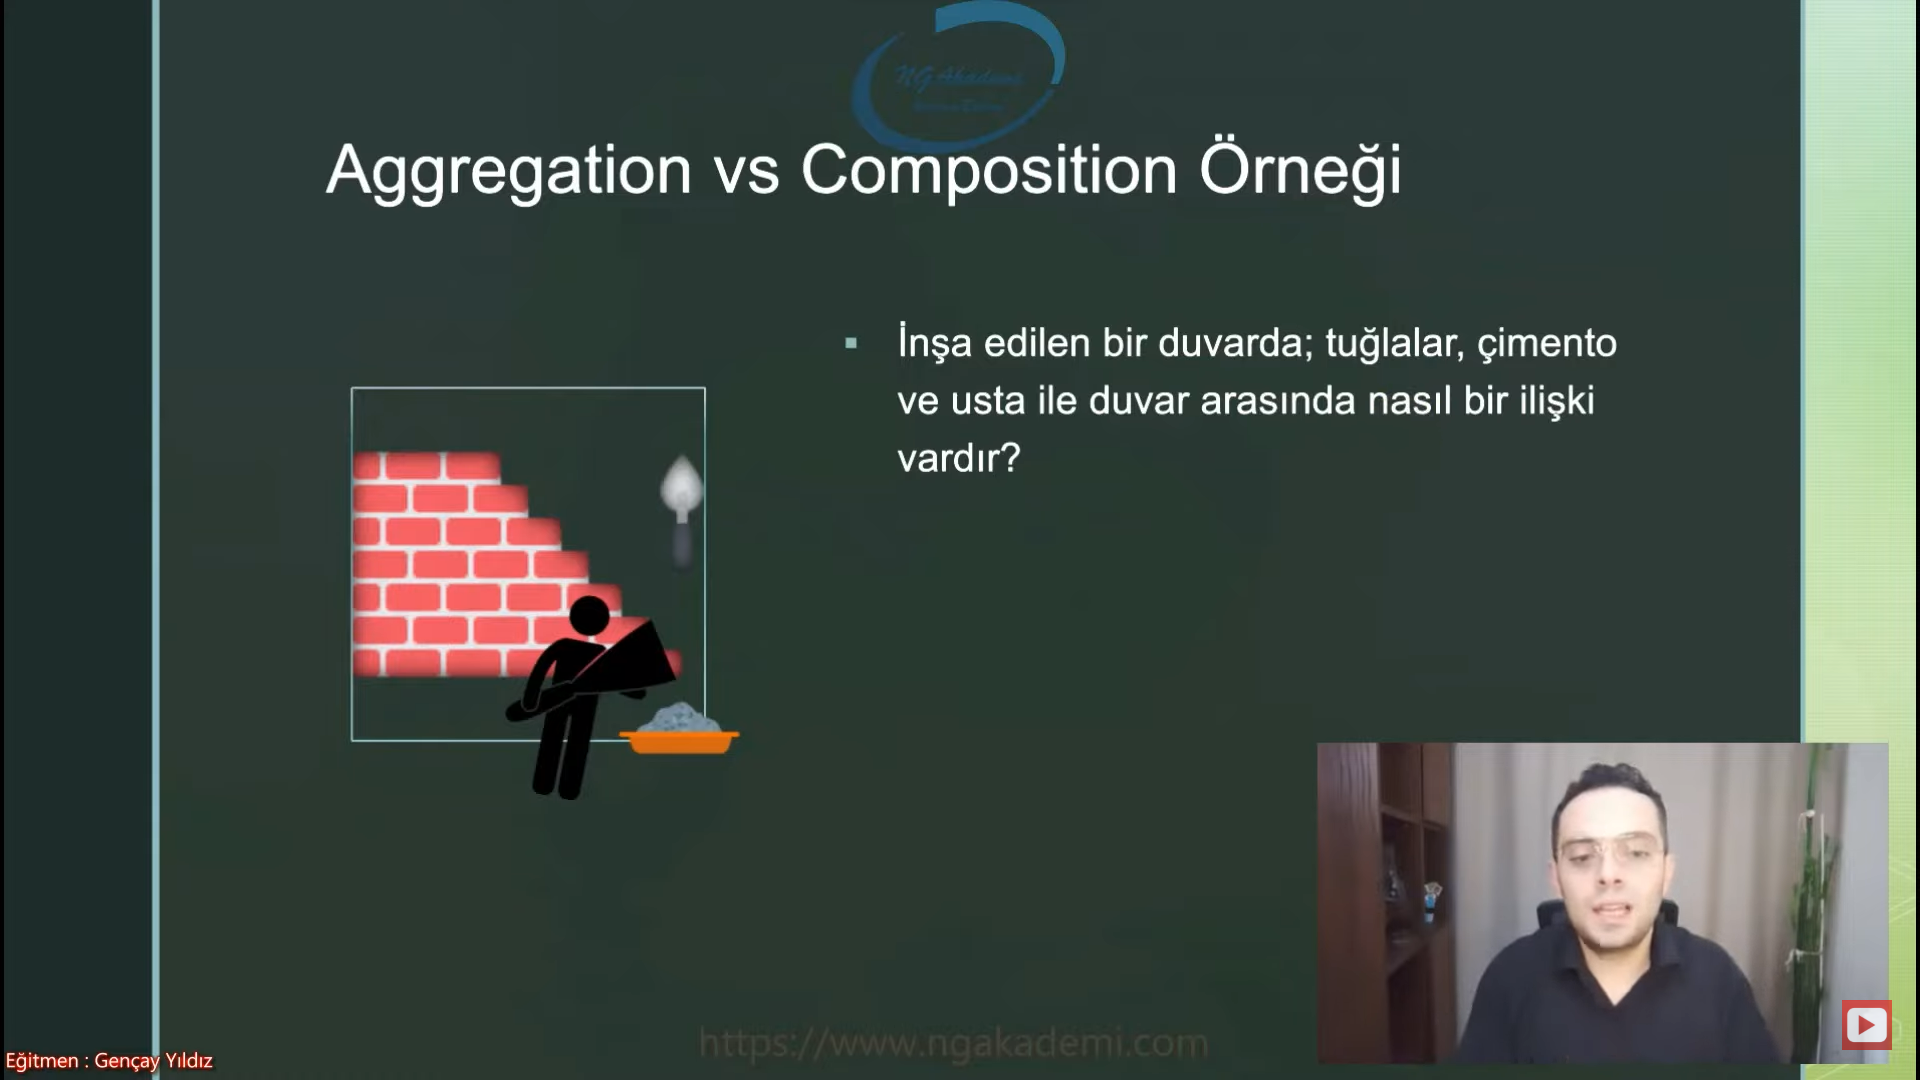 NG Akademi
Aggregation vs Composition Örneği
İnşa edilen bir duvarda; tuğlalar, çimento
ve usta ile duvar arasında nasıl bir ilişki
vardır?
https://www.ngakademi.com
Eğitmen : Gençay Yıldız